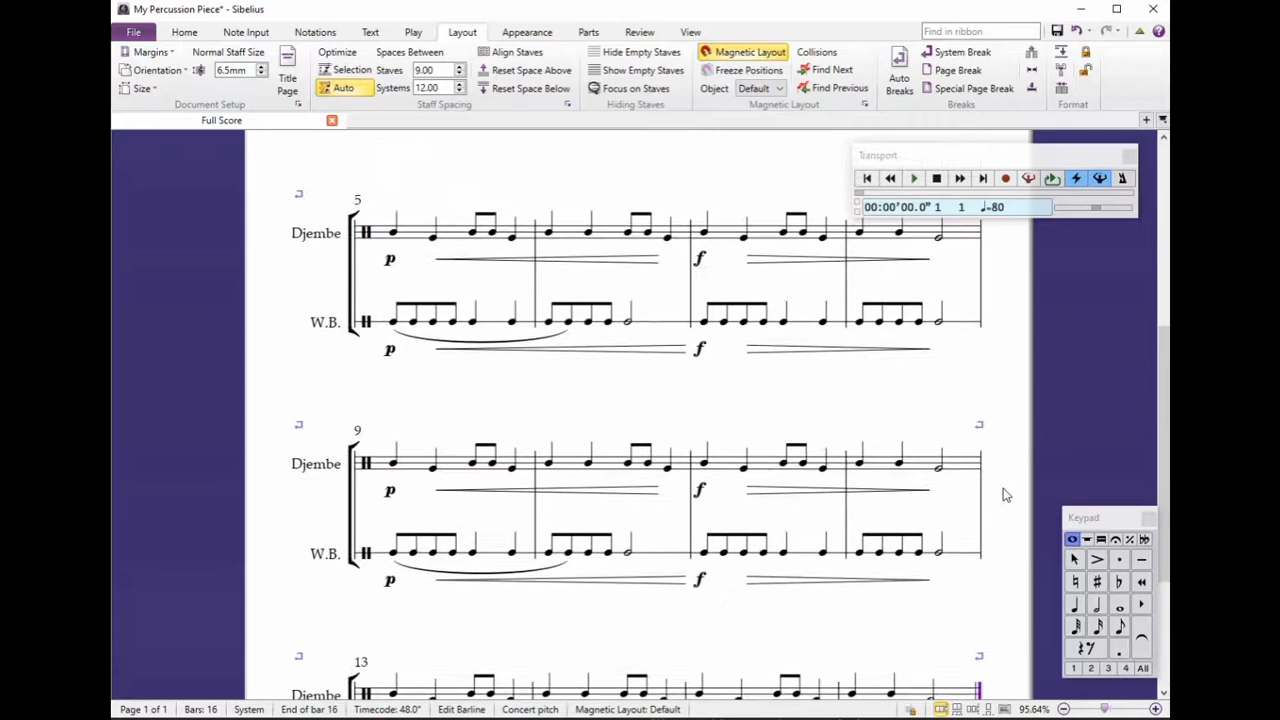 My Percussion Piece* - Sibelius
File Home Note Input Notations Text Play Layout Appearance Parts Review View Find in ribbon
Margins Normal Staff Size Optimize Spaces Between Align Staves Hide Empty Staves Magnetic Layout Collisions System Break
Orientation 6.5mm Title Page Selection Staves 9.00 Reset Space Above Show Empty Staves Freeze Positions Find Next Auto Breaks Page Break
Size Auto Systems 12.00 Reset Space Below Focus on Staves Object Default Find Previous Special Page Break
Document Setup Staff Spacing Hiding Staves Magnetic Layout Breaks Format
Full Score
Transport
00:00'00.0" 1 1 ♩=80
5
Djembe
p f
W.B.
p f
9
Djembe
p f
W.B.
p f
Keypad
1 2 3 4 All
13
Djembe
Page 1 of 1 Bars: 16 System End of bar 16 Timecode: 48.0" Edit Barline Concert pitch Magnetic Layout: Default 95.64%